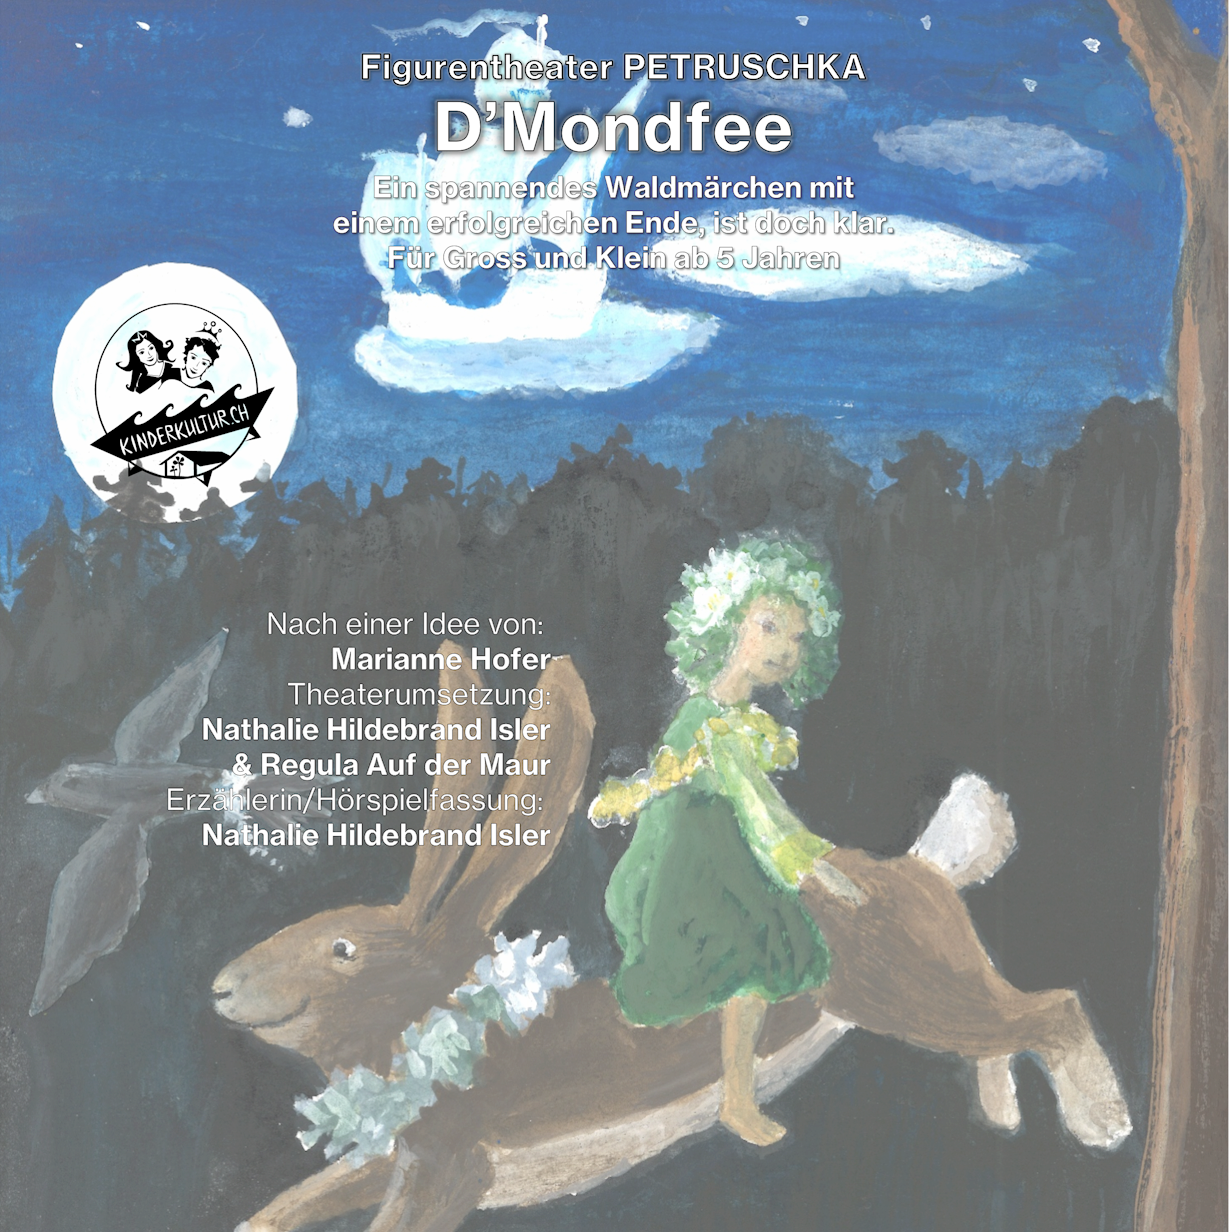 Figurentheater PETRUSCHKA
D’Mondfee
Ein spannendes Waldmärchen mit
einem erfolgreichen Ende, ist doch klar.
Für Gross und Klein ab 5 Jahren
KINDERKULTUR.CH
Nach einer Idee von:
Marianne Hofer
Theaterumsetzung:
Nathalie Hildebrand Isler
& Regula Auf der Maur
Erzählerin/Hörspielfassung:
Nathalie Hildebrand Isler